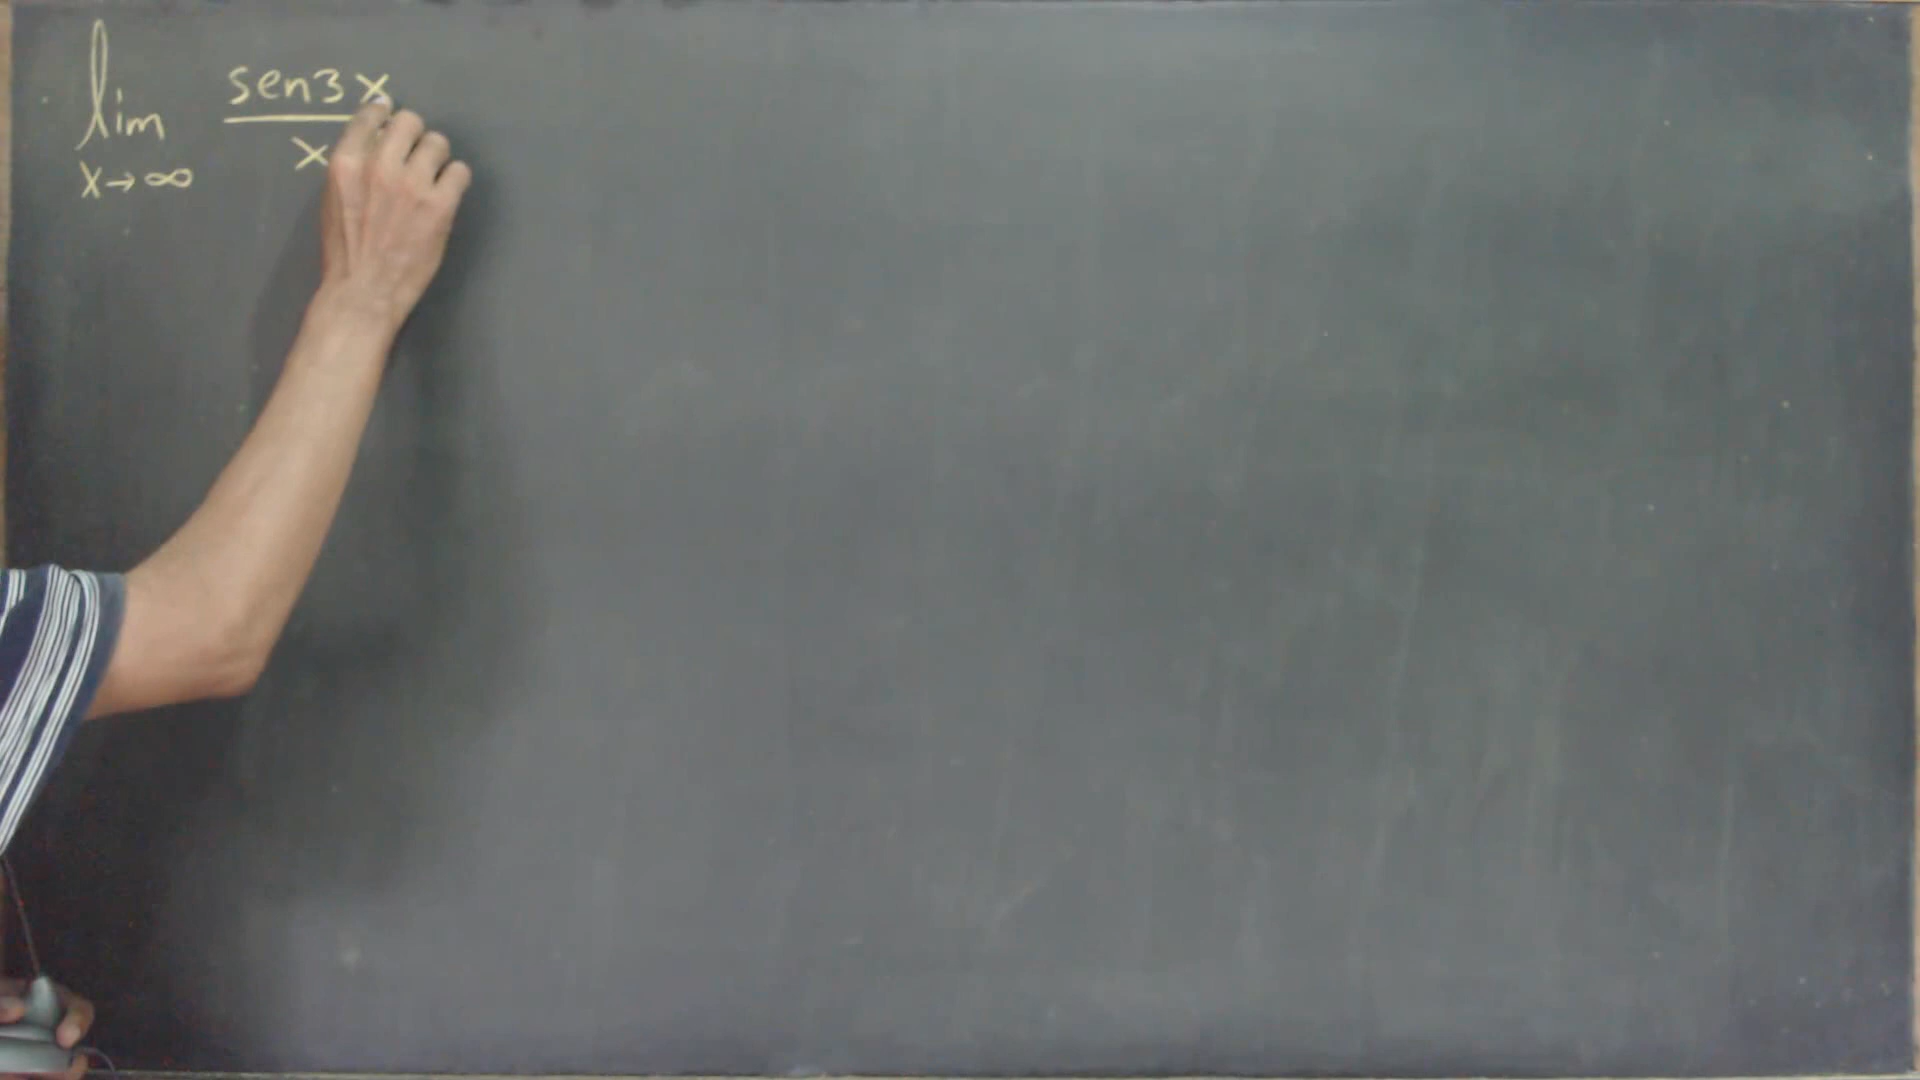 lim sen3x
x
x→∞